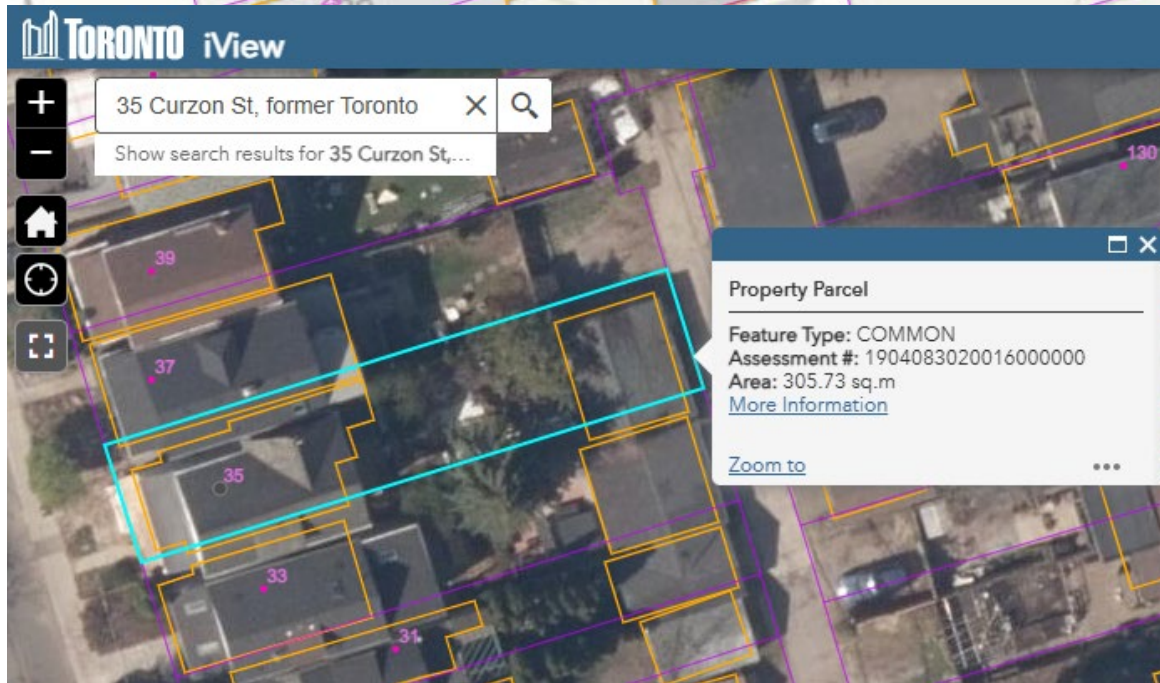 TORONTO iView
+
35 Curzon St, former Toronto
−
Show search results for 35 Curzon St,...
130
39
Property Parcel
Feature Type: COMMON
Assessment #: 1904083020016000000
Area: 305.73 sq.m
More Information
37
Zoom to
35
33
31